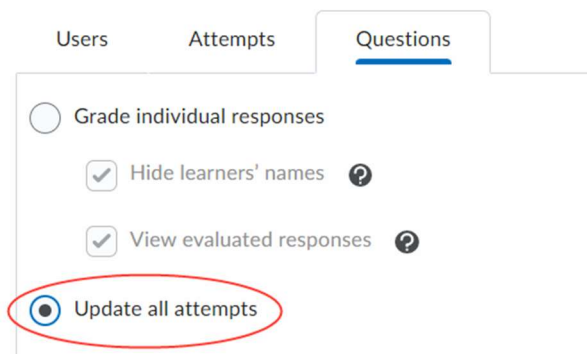 Users Attempts Questions
Grade individual responses
Hide learners' names
View evaluated responses
Update all attempts